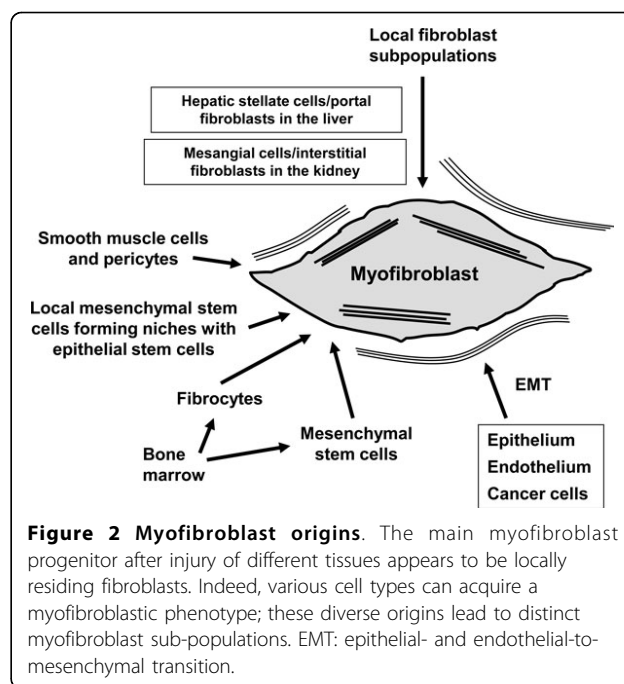 Local fibroblast
subpopulations
Hepatic stellate cells/portal
fibroblasts in the liver
Mesangial cells/interstitial
fibroblasts in the kidney
Smooth muscle cells
and pericytes
Myofibroblast
Local mesenchymal stem
cells forming niches with
epithelial stem cells
Fibrocytes
EMT
Bone
marrow
Mesenchymal
stem cells
Epithelium
Endothelium
Cancer cells
Figure 2 Myofibroblast origins. The main myofibroblast
progenitor after injury of different tissues appears to be locally
residing fibroblasts. Indeed, various cell types can acquire a
myofibroblastic phenotype; these diverse origins lead to distinct
myofibroblast sub-populations. EMT: epithelial- and endothelial-to-
mesenchymal transition.